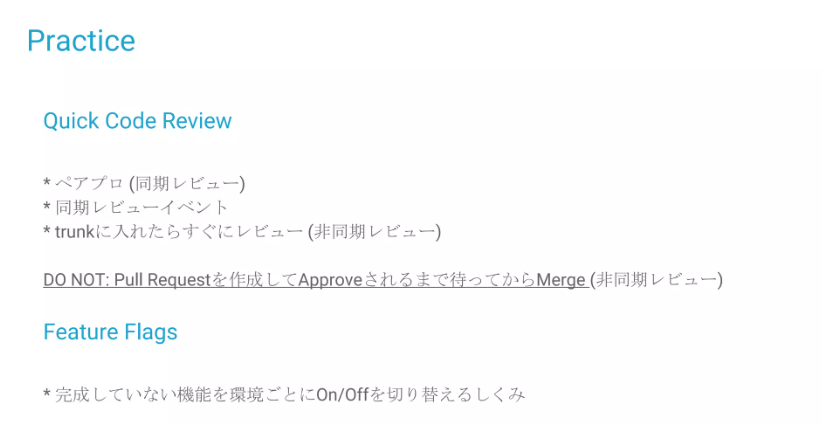 Practice
Quick Code Review
* ペアプロ (同期レビュー)
* 同期レビューイベント
* trunkに入れたらすぐにレビュー (非同期レビュー)
DO NOT: Pull Requestを作成してApproveされるまで待ってからMerge (非同期レビュー)
Feature Flags
* 完成していない機能を環境ごとにOn/Offを切り替えるしくみ